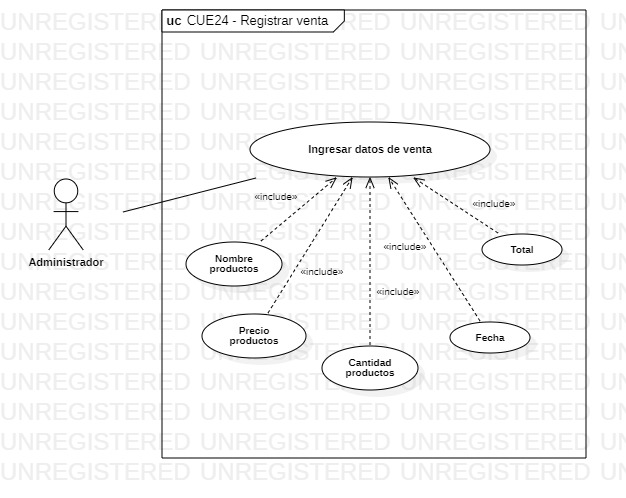 uc CUE24 - Registrar venta
Ingresar datos de venta
«include»
«include»
Administrador
Nombre
productos
«include»
Total
«include»
«include»
Precio
productos
Fecha
Cantidad
productos
UNREGISTERED